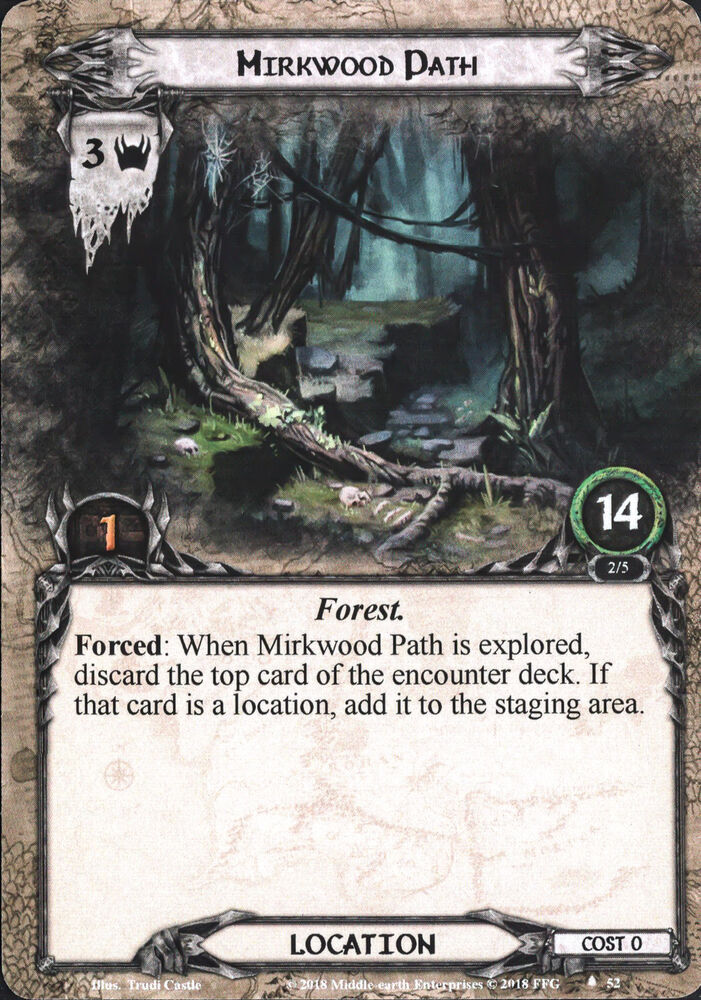 MIRKWOOD PATH
3
1
14
2/5
Forest.
Forced: When Mirkwood Path is explored,
discard the top card of the encounter deck. If
that card is a location, add it to the staging area.
LOCATION
COST 0
Illus. Trudi Castle
© 2018 Middle-earth Enterprises © 2018 FFG
52